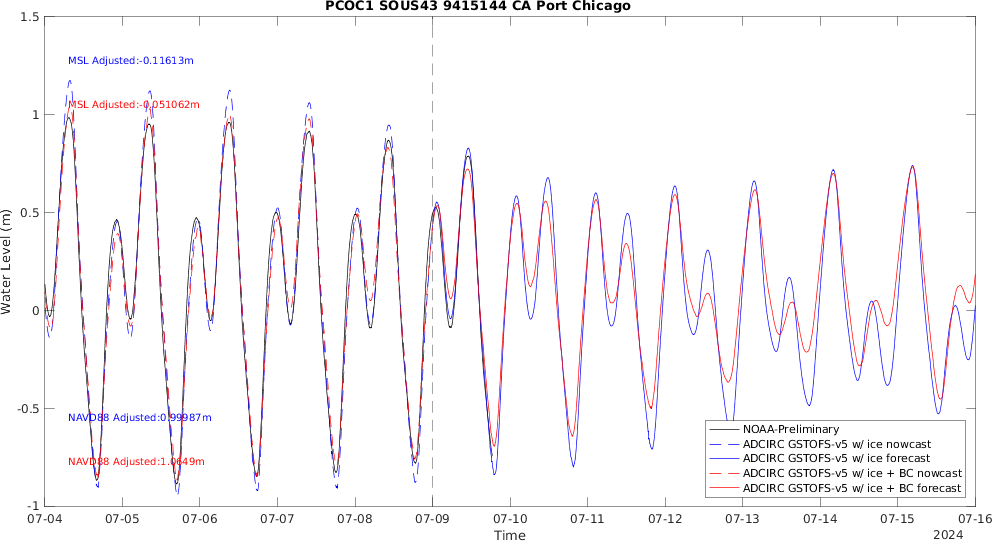 PCOC1 SOUS43 9415144 CA Port Chicago
1.5
1
0.5
0
-0.5
-1
Water Level (m)
MSL Adjusted:-0.11613m
MSL Adjusted:-0.051062m
NAVD88 Adjusted:0.99987m
NAVD88 Adjusted:1.0649m
NOAA-Preliminary
ADCIRC GSTOFS-v5 w/ ice nowcast
ADCIRC GSTOFS-v5 w/ ice forecast
ADCIRC GSTOFS-v5 w/ ice + BC nowcast
ADCIRC GSTOFS-v5 w/ ice + BC forecast
07-04 07-05 07-06 07-07 07-08 07-09 07-10 07-11 07-12 07-13 07-14 07-15 07-16
Time
2024